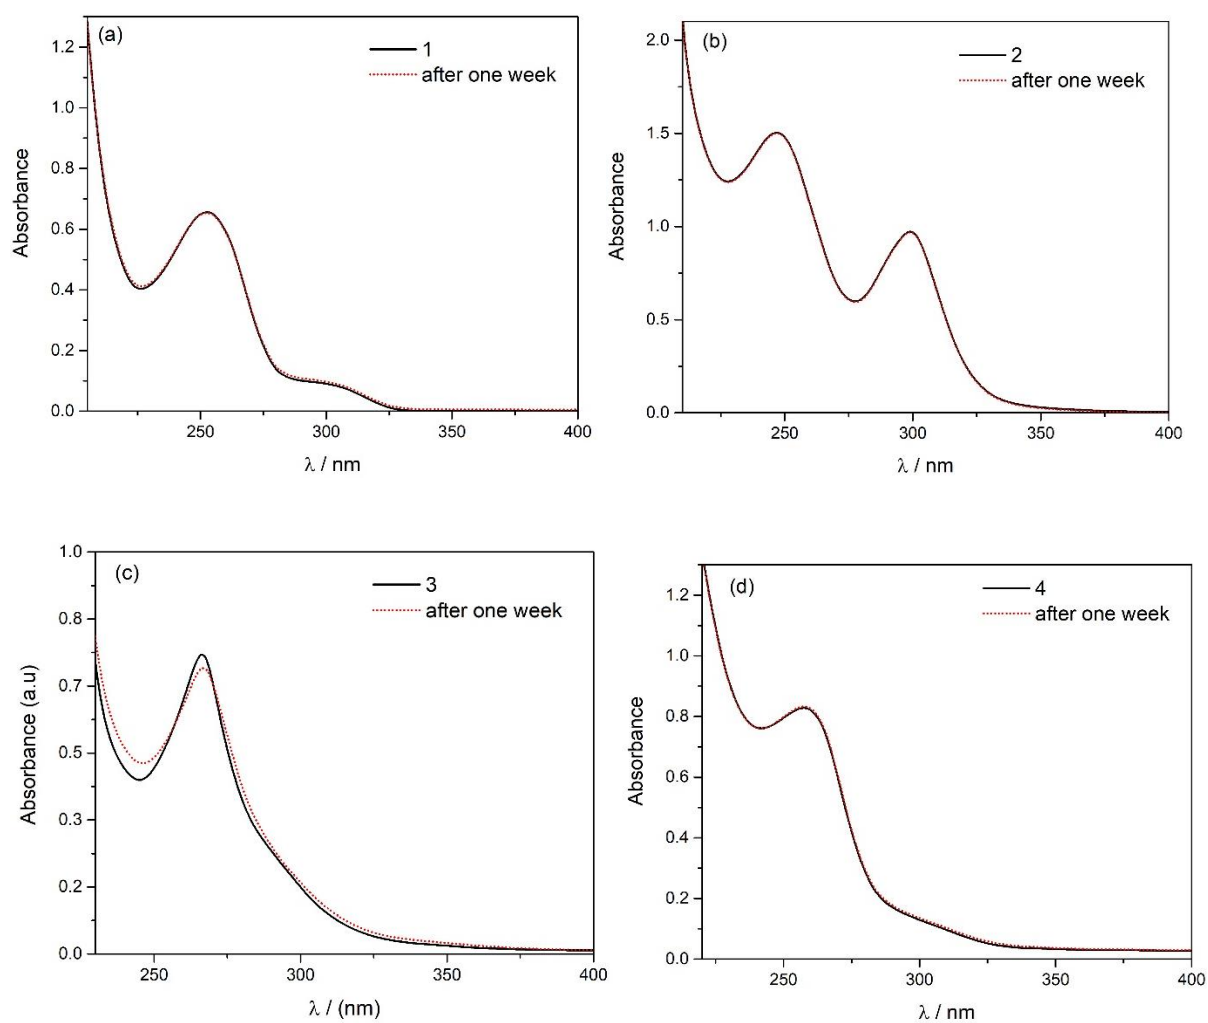 (a)
1
after one week
1.2
1.0
0.8
0.6
0.4
0.2
0.0
Absorbance
250 300 350 400
λ / nm
(b)
2
after one week
2.0
1.5
1.0
0.5
0.0
Absorbance
250 300 350 400
λ / nm
(c)
3
after one week
1.0
0.8
0.7
0.5
0.3
0.2
0.0
Absorbance (a.u)
250 300 350 400
λ / (nm)
(d)
4
after one week
1.2
1.0
0.8
0.6
0.4
0.2
0.0
Absorbance
250 300 350 400
λ / nm